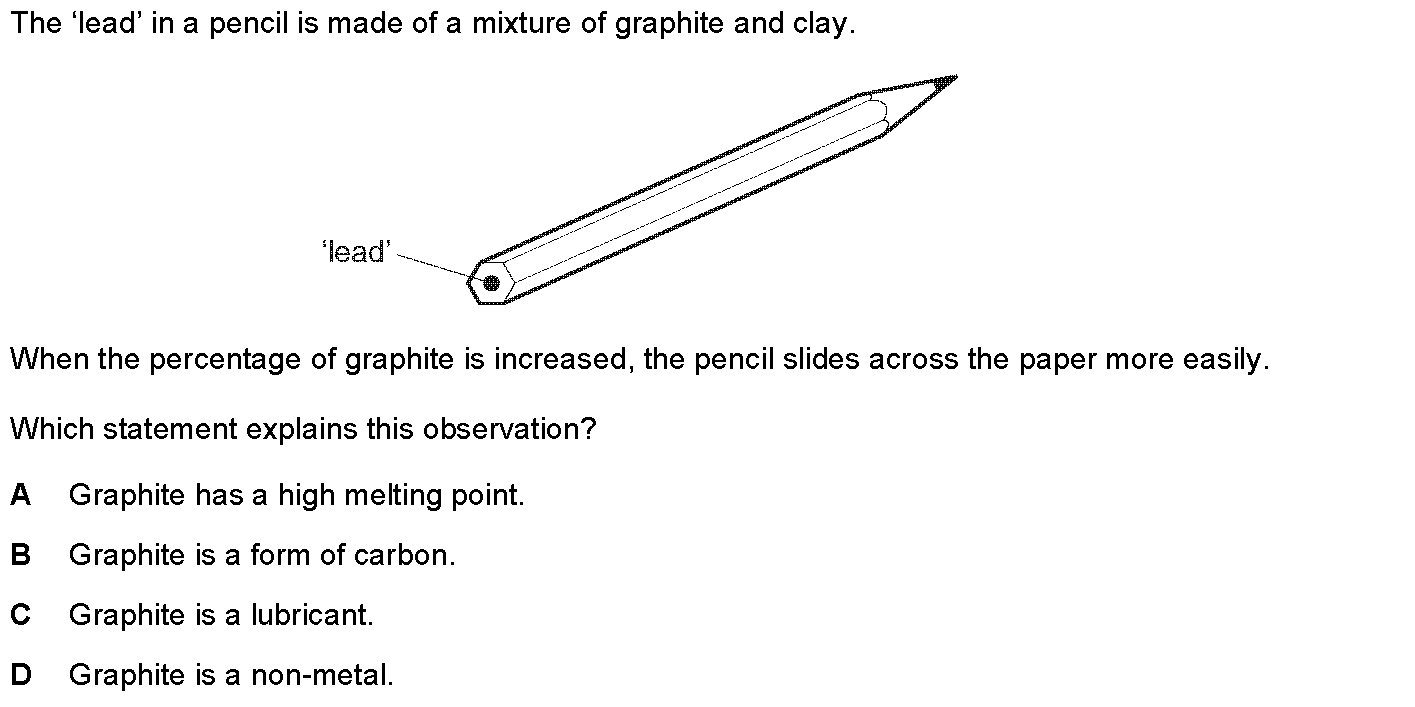 The ‘lead’ in a pencil is made of a mixture of graphite and clay.
‘lead’
When the percentage of graphite is increased, the pencil slides across the paper more easily.
Which statement explains this observation?
A Graphite has a high melting point.
B Graphite is a form of carbon.
C Graphite is a lubricant.
D Graphite is a non-metal.